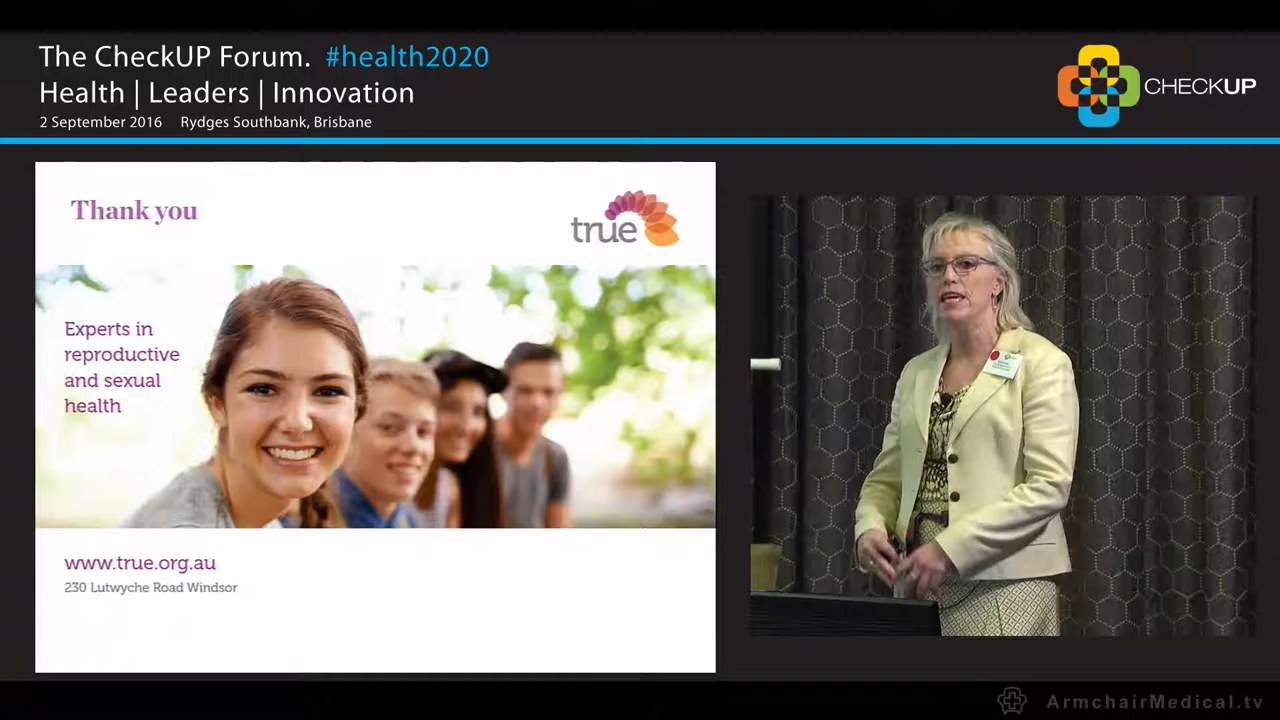 The CheckUP Forum. #health2020
Health | Leaders | Innovation
2 September 2016 Rydges Southbank, Brisbane
CHECKUP
Thank you
true
Experts in
reproductive
and sexual
health
www.true.org.au
230 Lutwyche Road Windsor
ArmchairMedical.tv